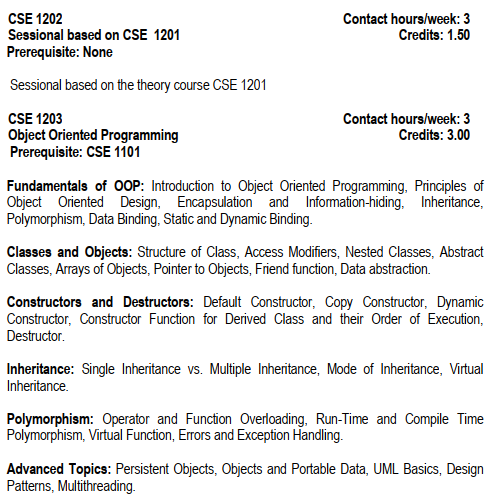 CSE 1202 Contact hours/week: 3
Sessional based on CSE 1201 Credits: 1.50
Prerequisite: None
Sessional based on the theory course CSE 1201
CSE 1203 Contact hours/week: 3
Object Oriented Programming Credits: 3.00
Prerequisite: CSE 1101
Fundamentals of OOP: Introduction to Object Oriented Programming, Principles of
Object Oriented Design, Encapsulation and Information-hiding, Inheritance,
Polymorphism, Data Binding, Static and Dynamic Binding.
Classes and Objects: Structure of Class, Access Modifiers, Nested Classes, Abstract
Classes, Arrays of Objects, Pointer to Objects, Friend function, Data abstraction.
Constructors and Destructors: Default Constructor, Copy Constructor, Dynamic
Constructor, Constructor Function for Derived Class and their Order of Execution,
Destructor.
Inheritance: Single Inheritance vs. Multiple Inheritance, Mode of Inheritance, Virtual
Inheritance.
Polymorphism: Operator and Function Overloading, Run-Time and Compile Time
Polymorphism, Virtual Function, Errors and Exception Handling.
Advanced Topics: Persistent Objects, Objects and Portable Data, UML Basics, Design
Patterns, Multithreading.